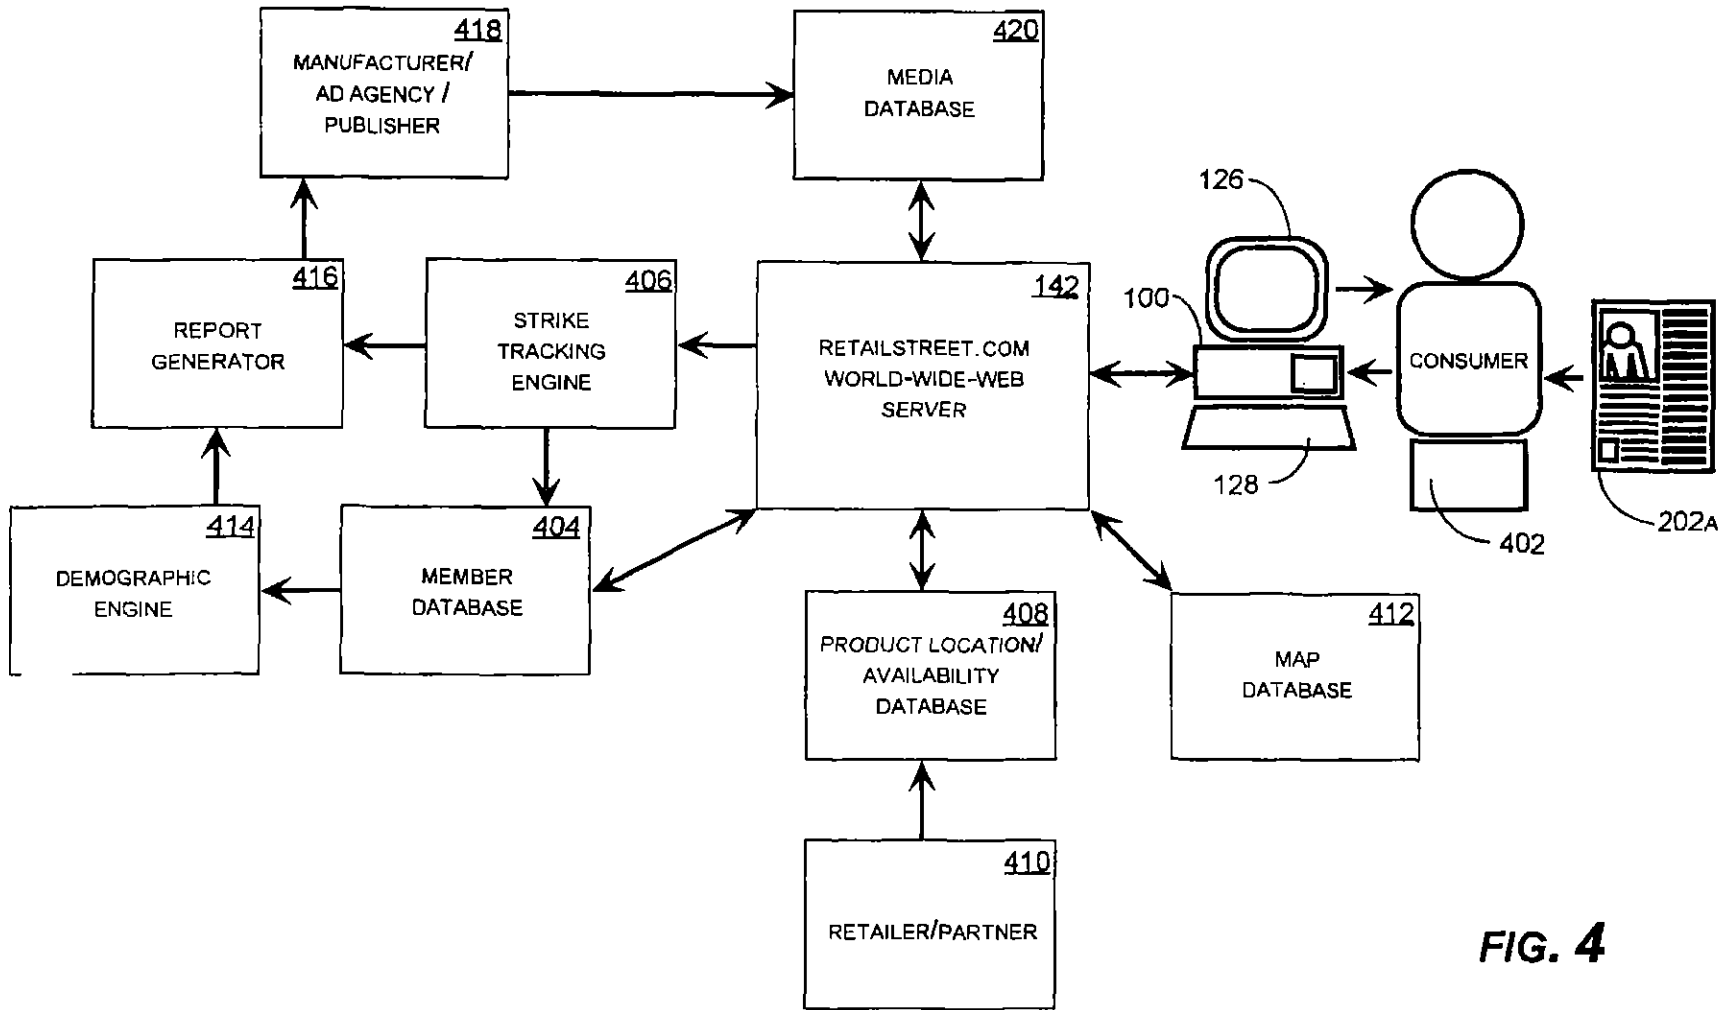 418
MANUFACTURER/
AD AGENCY /
PUBLISHER
420
MEDIA
DATABASE
416
REPORT
GENERATOR
406
STRIKE
TRACKING
ENGINE
142
RETAILSTREET.COM
WORLD-WIDE-WEB
SERVER
126
100
128
CONSUMER
402
202A
414
DEMOGRAPHIC
ENGINE
404
MEMBER
DATABASE
408
PRODUCT LOCATION/
AVAILABILITY
DATABASE
412
MAP
DATABASE
410
RETAILER/PARTNER
FIG. 4